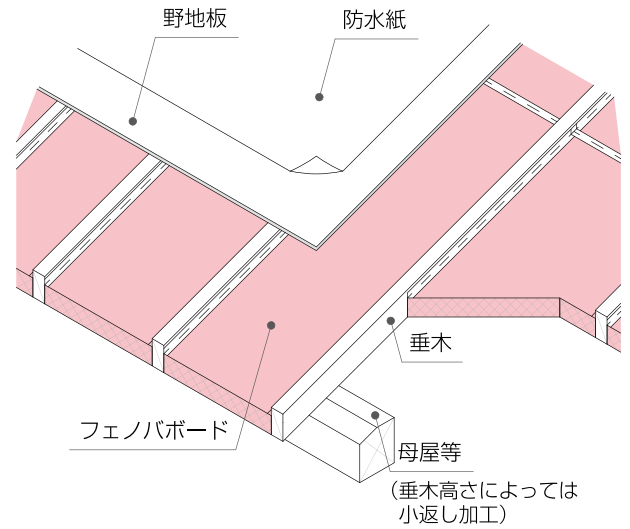 野地板
防水紙
垂木
フェノバボード
母屋等
（垂木高さによっては
小返し加工）